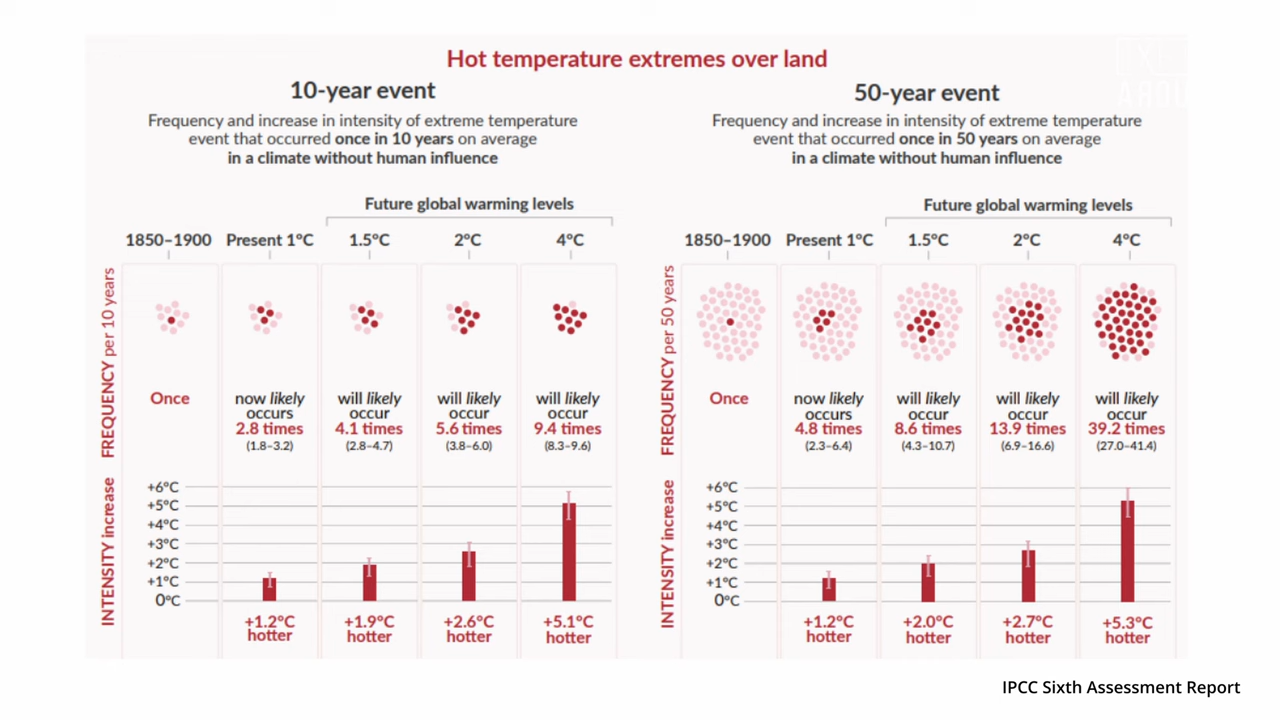 Hot temperature extremes over land
10-year event
Frequency and increase in intensity of extreme temperature
event that occurred once in 10 years on average
in a climate without human influence
Future global warming levels
1850–1900 Present 1°C 1.5°C 2°C 4°C
FREQUENCY per 10 years
Once
now likely
occurs
2.8 times
(1.8–3.2)
will likely
occur
4.1 times
(2.8–4.7)
will likely
occur
5.6 times
(3.8–6.0)
will likely
occur
9.4 times
(8.3–9.6)
INTENSITY increase
+6°C
+5°C
+4°C
+3°C
+2°C
+1°C
0°C
+1.2°C
hotter
+1.9°C
hotter
+2.6°C
hotter
+5.1°C
hotter
50-year event
Frequency and increase in intensity of extreme temperature
event that occurred once in 50 years on average
in a climate without human influence
Future global warming levels
1850–1900 Present 1°C 1.5°C 2°C 4°C
FREQUENCY per 50 years
Once
now likely
occurs
4.8 times
(2.3–6.4)
will likely
occur
8.6 times
(4.3–10.7)
will likely
occur
13.9 times
(6.9–16.6)
will likely
occur
39.2 times
(27.0–41.4)
INTENSITY increase
+6°C
+5°C
+4°C
+3°C
+2°C
+1°C
0°C
+1.2°C
hotter
+2.0°C
hotter
+2.7°C
hotter
+5.3°C
hotter
IPCC Sixth Assessment Report